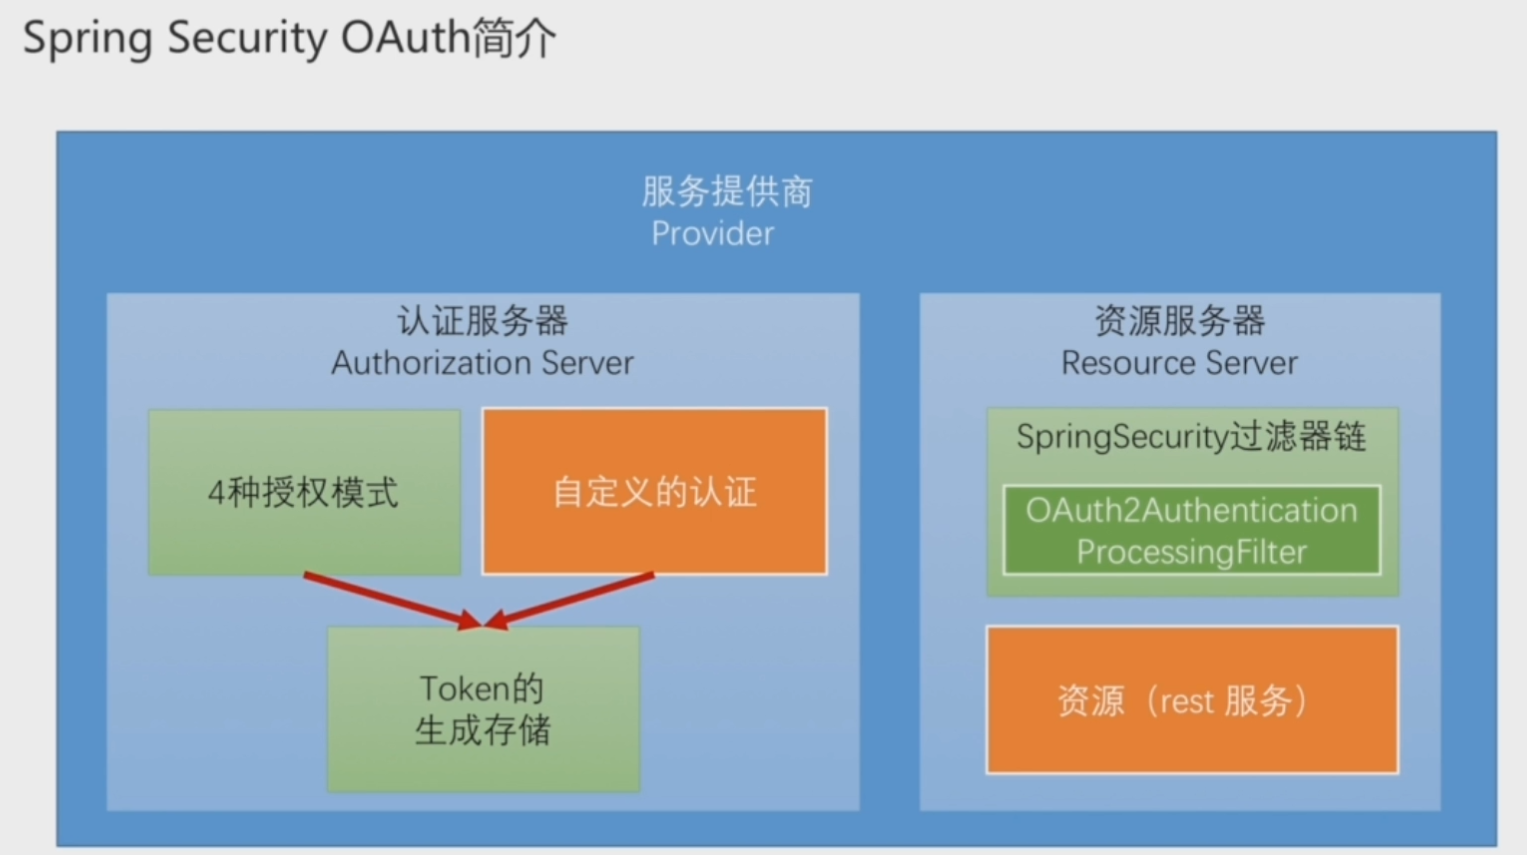 Spring Security OAuth简介
服务提供商
Provider
认证服务器
Authorization Server
4种授权模式
自定义的认证
Token的
生成存储
资源服务器
Resource Server
SpringSecurity过滤器链
OAuth2Authentication
ProcessingFilter
资源（rest 服务）